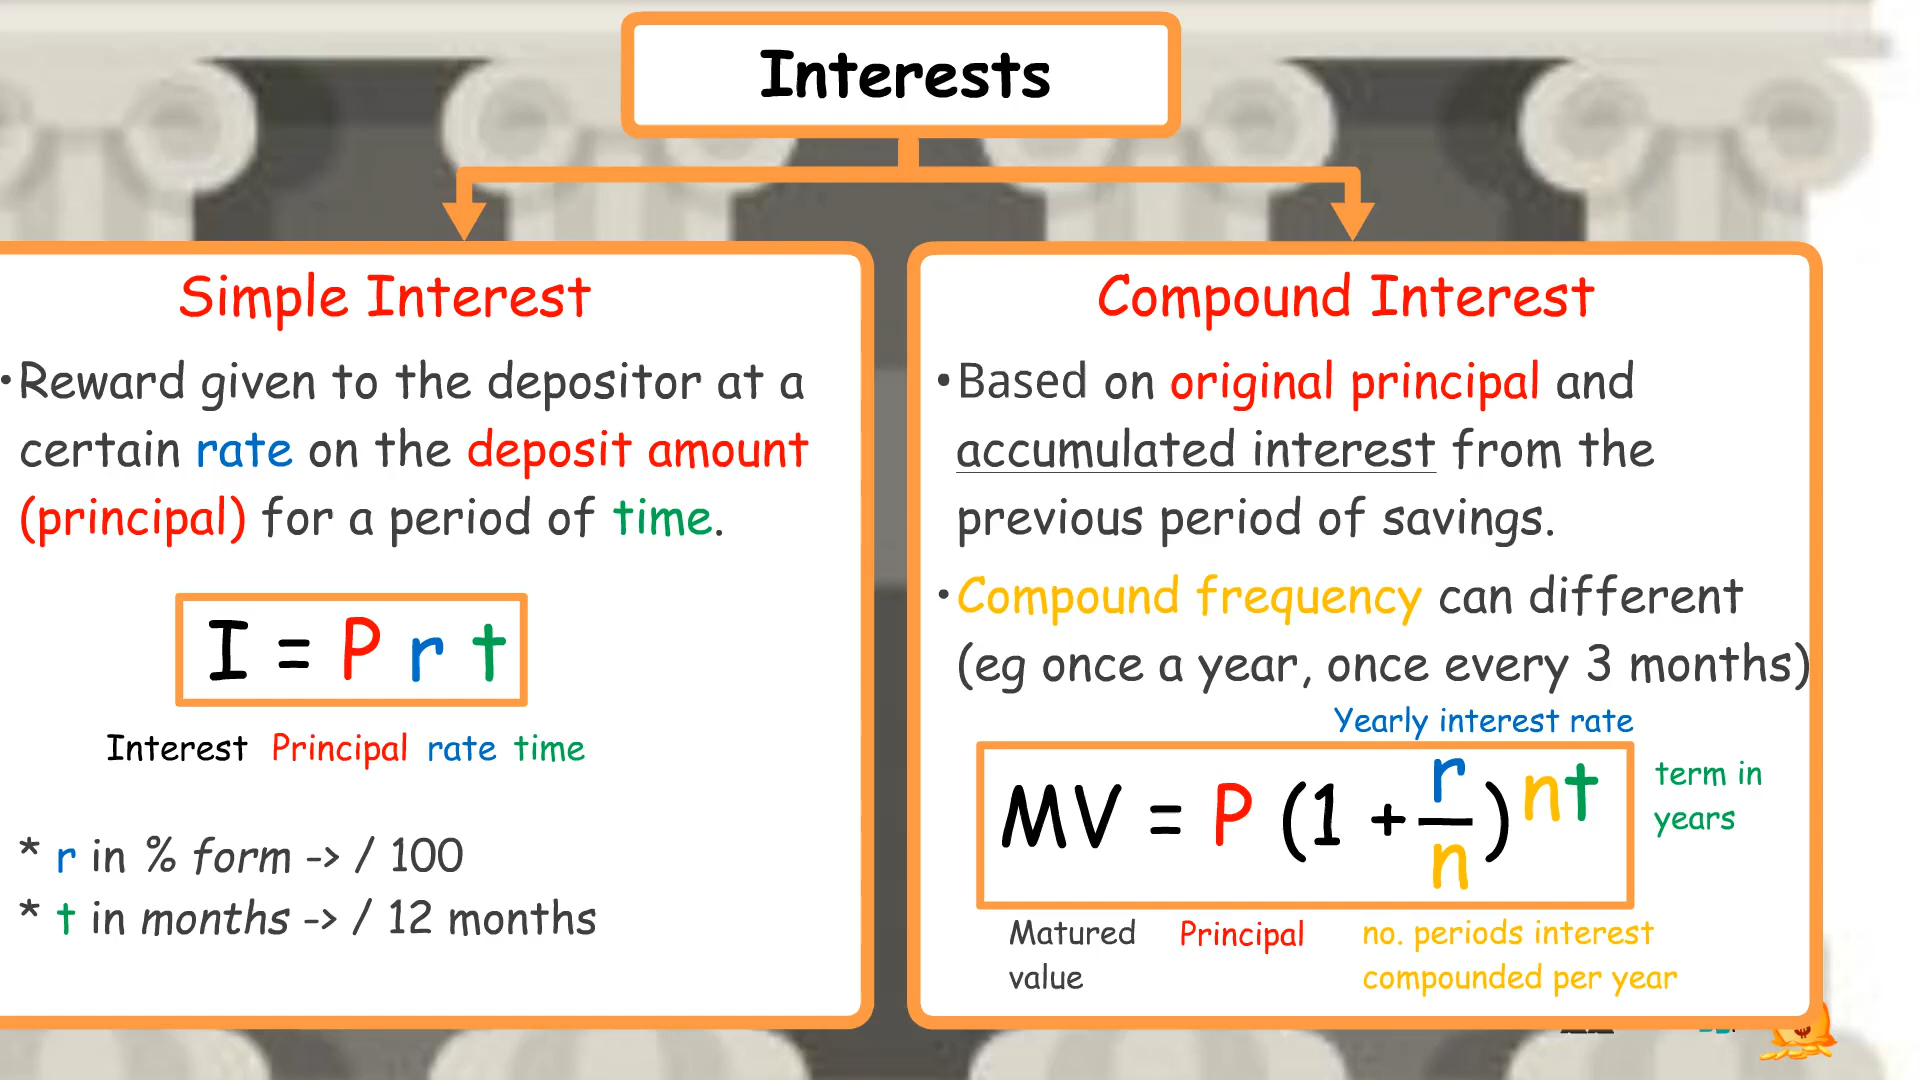 Interests
Simple Interest
•Reward given to the depositor at a
certain rate on the deposit amount
(principal) for a period of time.
I = P r t
Interest Principal rate time
* r in % form -> / 100
* t in months -> / 12 months
Compound Interest
•Based on original principal and
accumulated interest from the
previous period of savings.
•Compound frequency can different
(eg once a year, once every 3 months)
Yearly interest rate
MV = P (1 + r/n)^nt
term in
years
Matured
value
Principal
no. periods interest
compounded per year